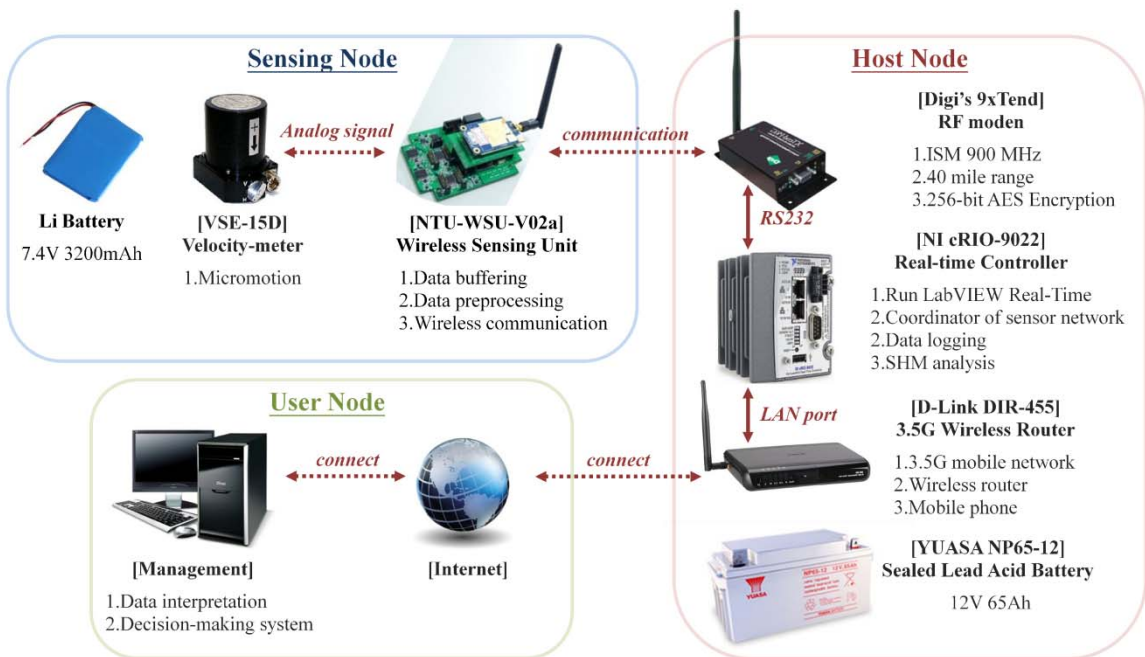 Sensing Node
Li Battery
7.4V 3200mAh
Analog signal
[VSE-15D]
Velocity-meter
1.Micromotion
[NTU-WSU-V02a]
Wireless Sensing Unit
1.Data buffering
2.Data preprocessing
3.Wireless communication
communication
Host Node
[Digi's 9xTend]
RF moden
1.ISM 900 MHz
2.40 mile range
3.256-bit AES Encryption
RS232
[NI cRIO-9022]
Real-time Controller
1.Run LabVIEW Real-Time
2.Coordinator of sensor network
2.Data logging
3.SHM analysis
LAN port
[D-Link DIR-455]
3.5G Wireless Router
1.3.5G mobile network
2.Wireless router
3.Mobile phone
[YUASA NP65-12]
Sealed Lead Acid Battery
12V 65Ah
NP65-12 12V 65Ah
YUASA
User Node
connect
connect
[Management]
1.Data interpretation
2.Decision-making system
[Internet]